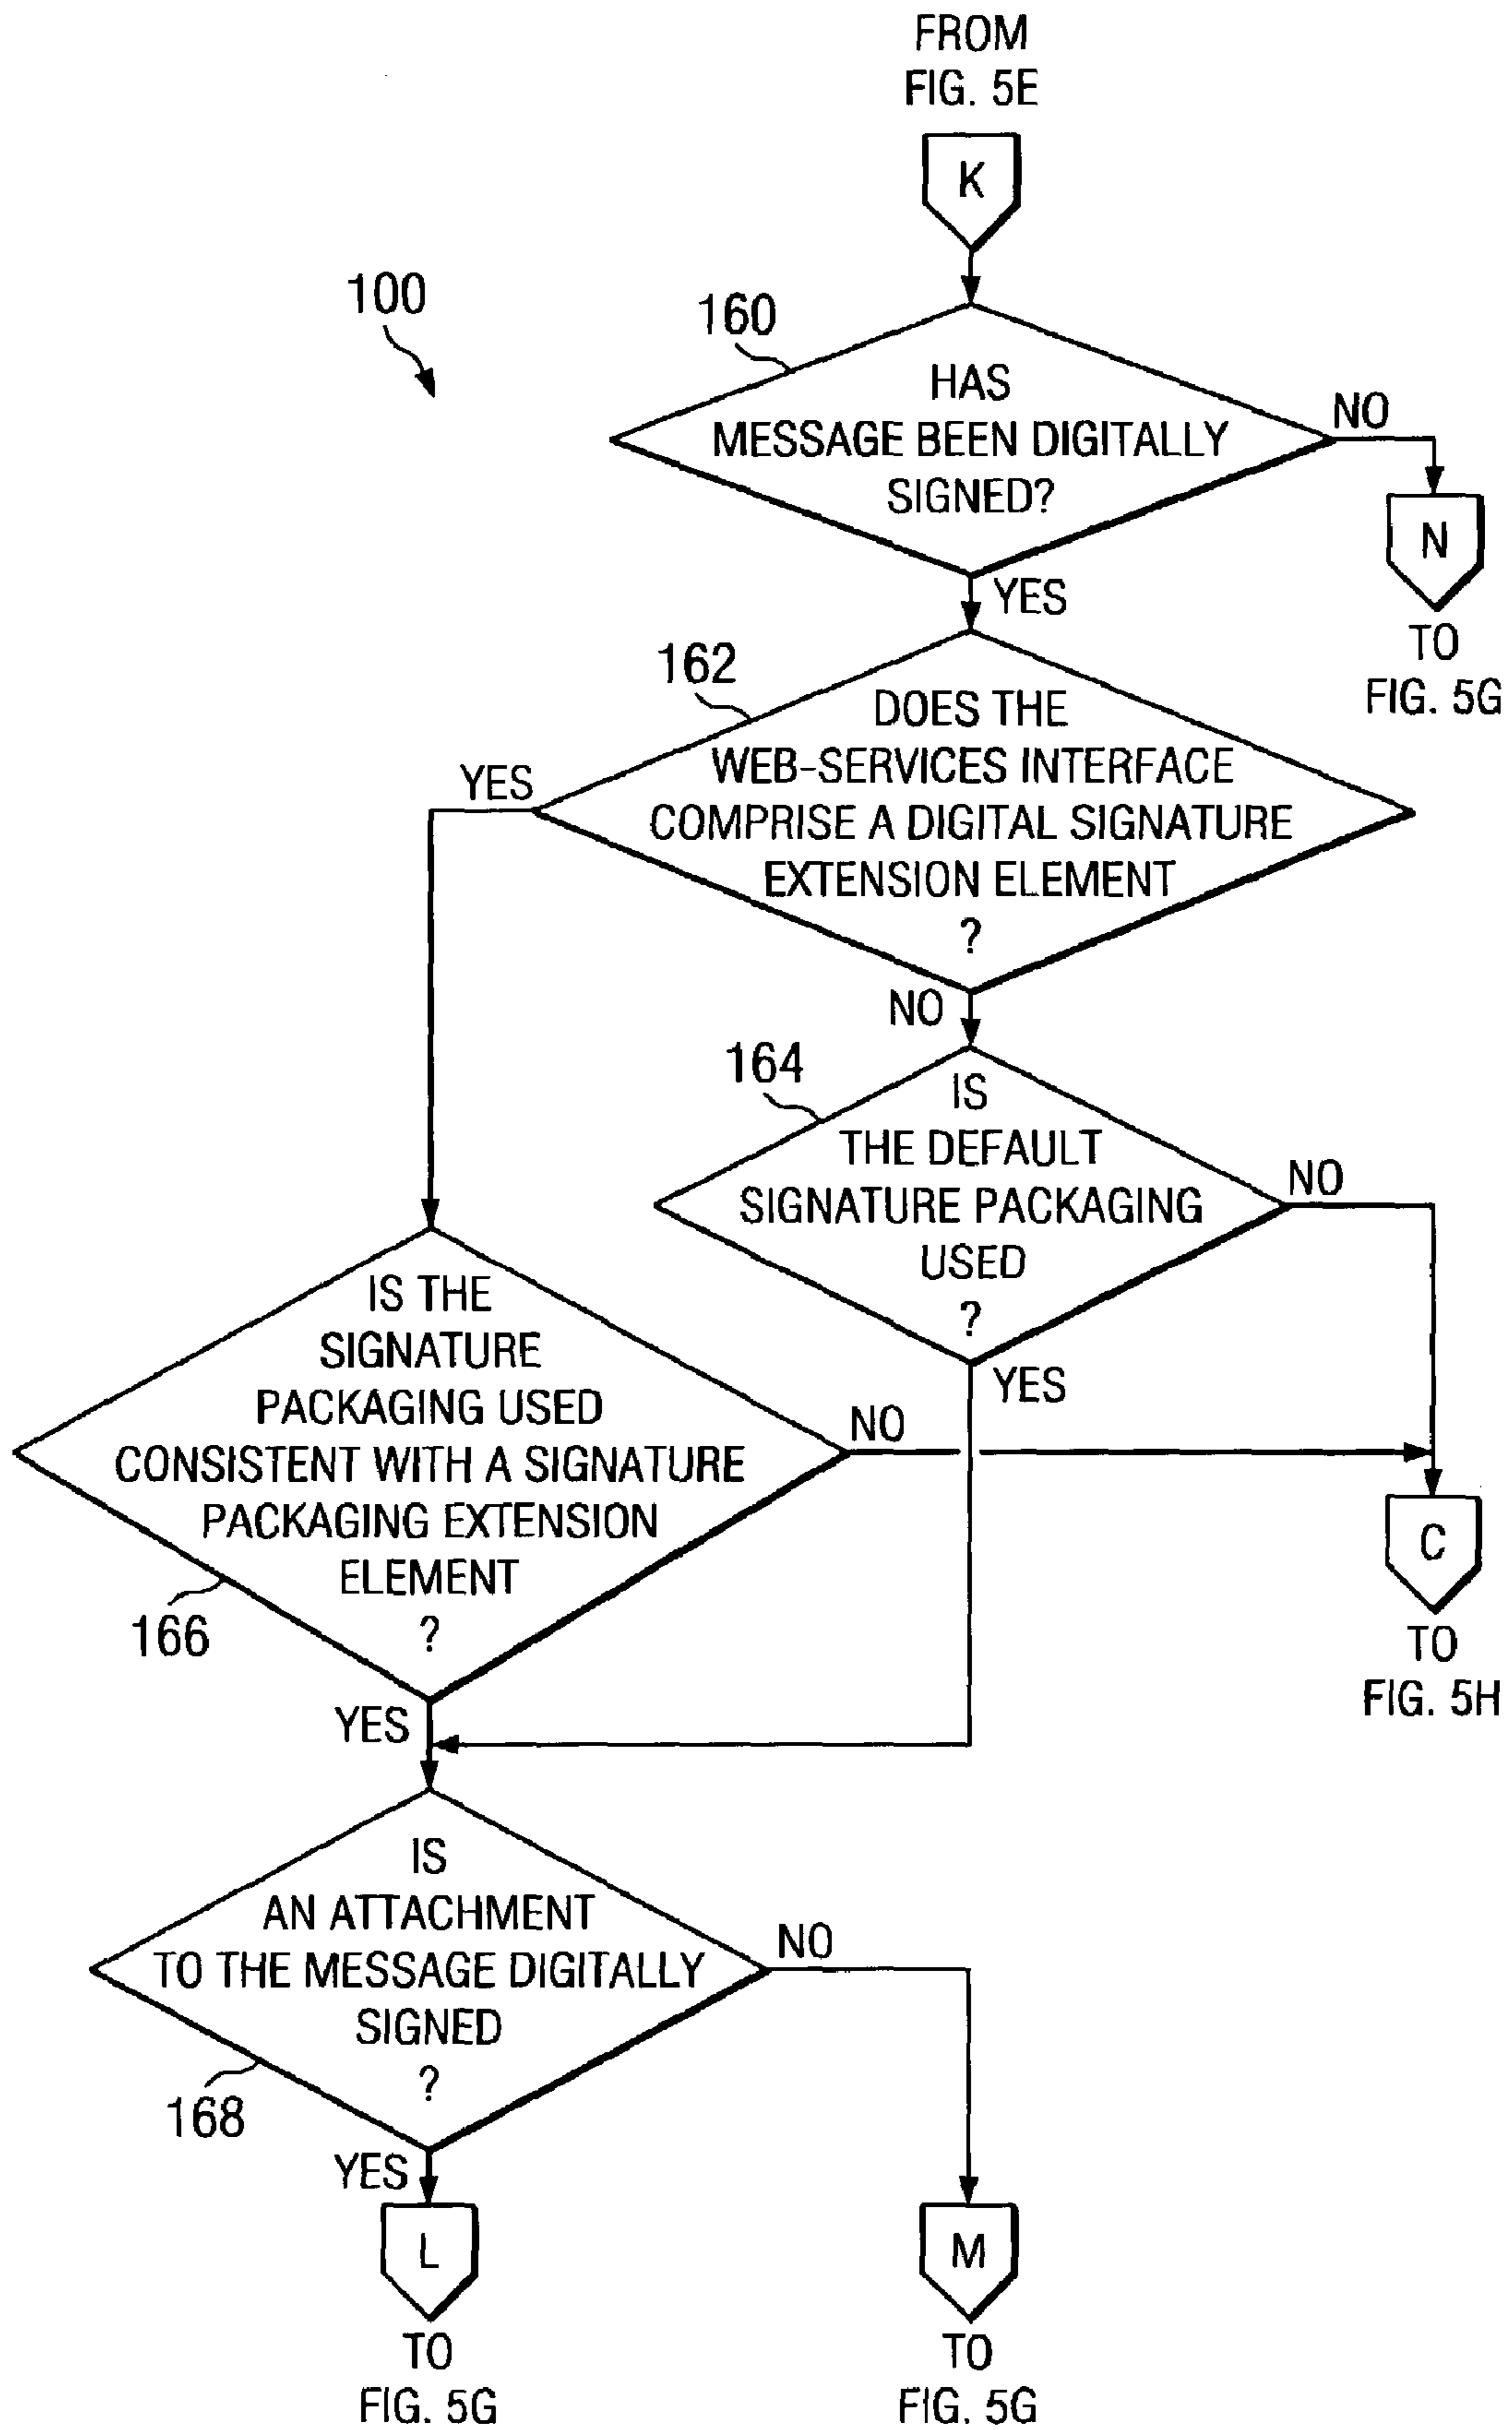 FROM
FIG. 5E
K
100
160
HAS
MESSAGE BEEN DIGITALLY
SIGNED?
NO
N
TO
FIG. 5G
YES
162
DOES THE
WEB-SERVICES INTERFACE
COMPRISE A DIGITAL SIGNATURE
EXTENSION ELEMENT
?
YES
NO
164
IS
THE DEFAULT
SIGNATURE PACKAGING
USED
?
NO
YES
IS THE
SIGNATURE
PACKAGING USED
CONSISTENT WITH A SIGNATURE
PACKAGING EXTENSION
ELEMENT
?
166
NO
C
TO
FIG. 5H
YES
IS
AN ATTACHMENT
TO THE MESSAGE DIGITALLY
SIGNED
?
168
NO
YES
L
TO
FIG. 5G
M
TO
FIG. 5G